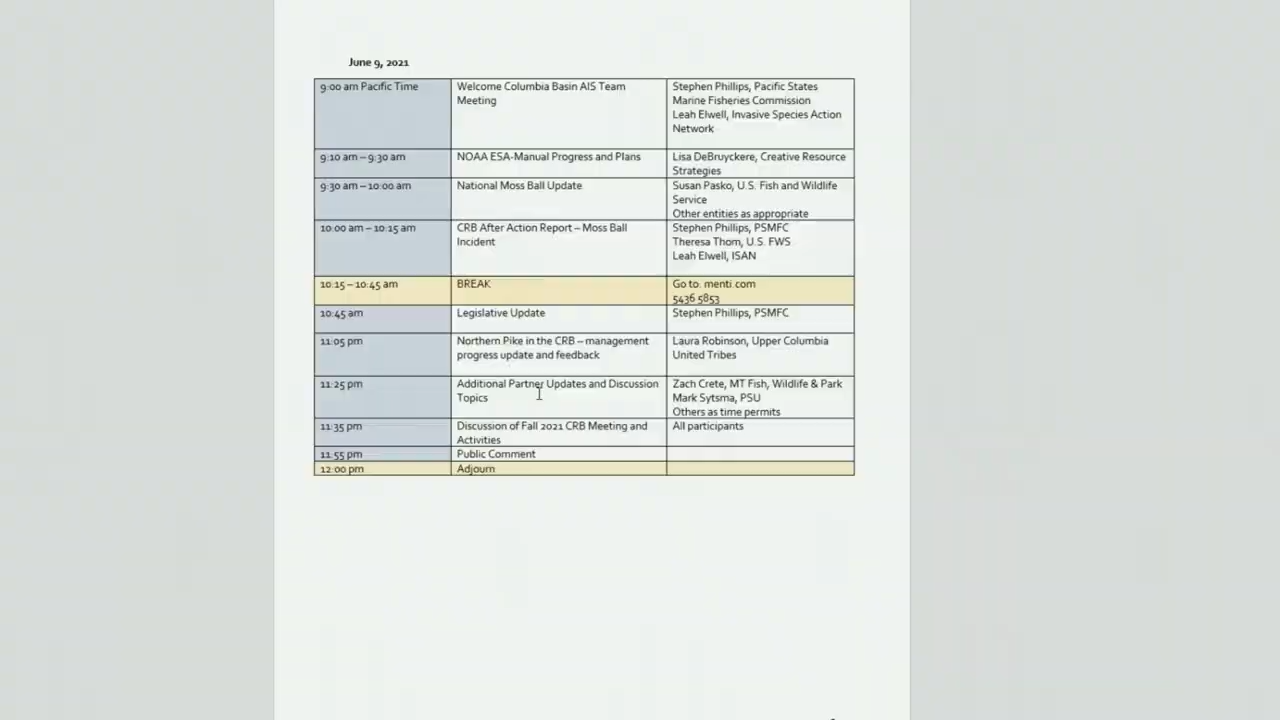 June 9, 2021
9:00 am Pacific Time
Welcome Columbia Basin AIS Team
Meeting
Stephen Phillips, Pacific States
Marine Fisheries Commission
Leah Elwell, Invasive Species Action
Network
9:10 am – 9:30 am
NOAA ESA-Manual Progress and Plans
Lisa DeBruyckere, Creative Resource
Strategies
9:30 am – 10:00 am
National Moss Ball Update
Susan Pasko, U.S. Fish and Wildlife
Service
Other entities as appropriate
10:00 am – 10:15 am
CRB After Action Report – Moss Ball
Incident
Stephen Phillips, PSMFC
Theresa Thom, U.S. FWS
Leah Elwell, ISAN
10:15 – 10:45 am
BREAK
Go to: menti.com
5436 5853
10:45 am
Legislative Update
Stephen Phillips, PSMFC
11:05 pm
Northern Pike in the CRB – management
progress update and feedback
Laura Robinson, Upper Columbia
United Tribes
11:25 pm
Additional Partner Updates and Discussion
Topics
Zach Crete, MT Fish, Wildlife & Park
Mark Sytsma, PSU
Others as time permits
11:35 pm
Discussion of Fall 2021 CRB Meeting and
Activities
All participants
11:55 pm
Public Comment
12:00 pm
Adjourn